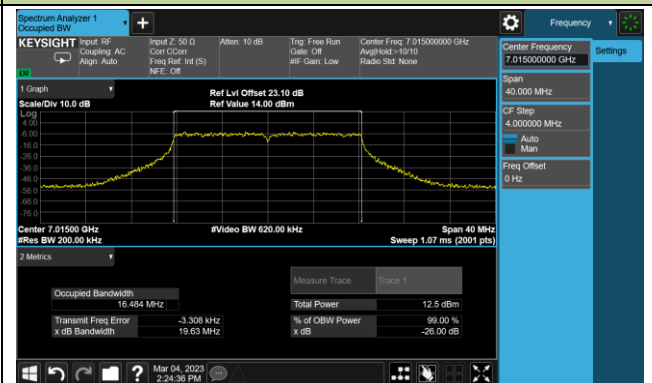 Spectrum Analyzer 1
Occupied BW
+
Frequency
KEYSIGHT
Input: RF
Coupling: AC
Align: Auto
Input Z: 50 Ω
Corr CCorr
Freq Ref: Int (S)
NFE: Off
Atten: 10 dB
Trig: Free Run
Gate: Off
#IF Gain: Low
Center Freq: 7.015000000 GHz
Avg|Hold:>10/10
Radio Std: None
LXI
Center Frequency
7.015000000 GHz
Settings
Span
40.000 MHz
CF Step
4.000000 MHz
Auto
Man
Freq Offset
0 Hz
1 Graph
Scale/Div 10.0 dB
Ref Lvl Offset 23.10 dB
Ref Value 14.00 dBm
Log
4.00
-6.00
-16.0
-26.0
-36.0
-46.0
-56.0
-66.0
-76.0
Center 7.01500 GHz
#Video BW 620.00 kHz
Span 40 MHz
#Res BW 200.00 kHz
Sweep 1.07 ms (2001 pts)
2 Metrics
Measure Trace
Trace 1
Occupied Bandwidth
16.484 MHz
Total Power
12.5 dBm
Transmit Freq Error
-3.308 kHz
% of OBW Power
99.00 %
x dB Bandwidth
19.63 MHz
x dB
-26.00 dB
?
Mar 04, 2023
2:24:36 PM